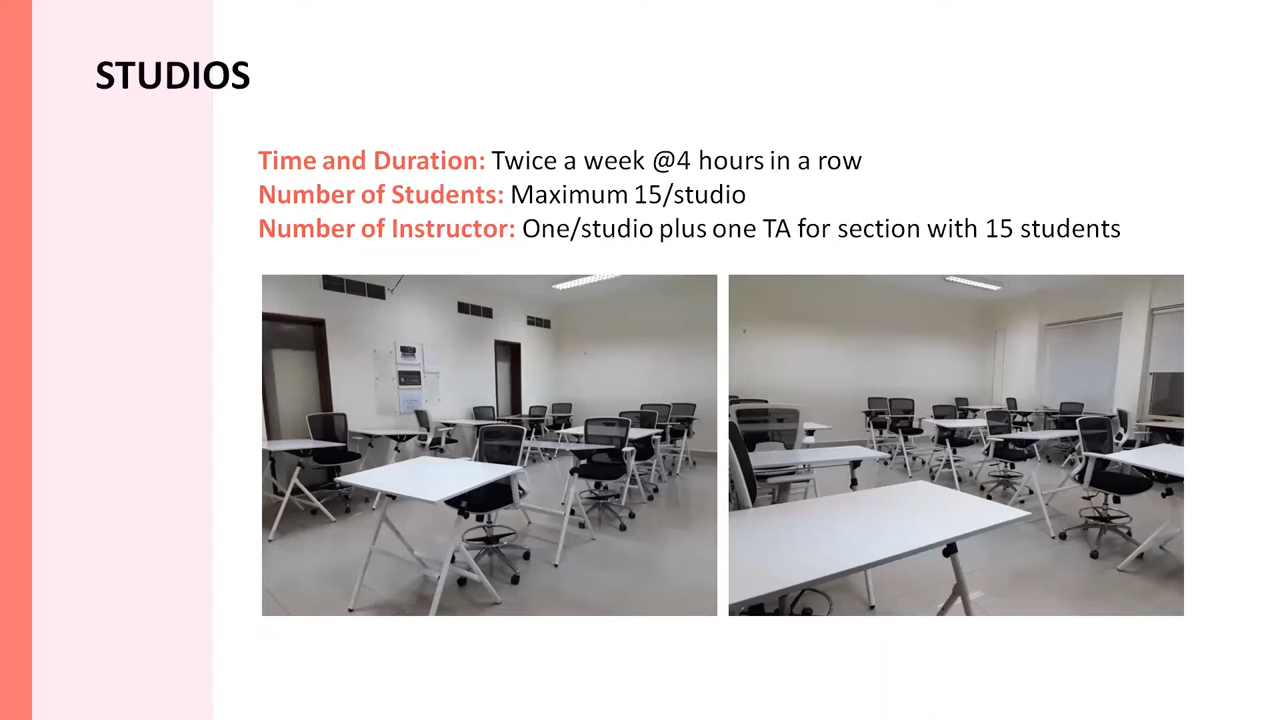 STUDIOS
Time and Duration: Twice a week @4 hours in a row
Number of Students: Maximum 15/studio
Number of Instructor: One/studio plus one TA for section with 15 students